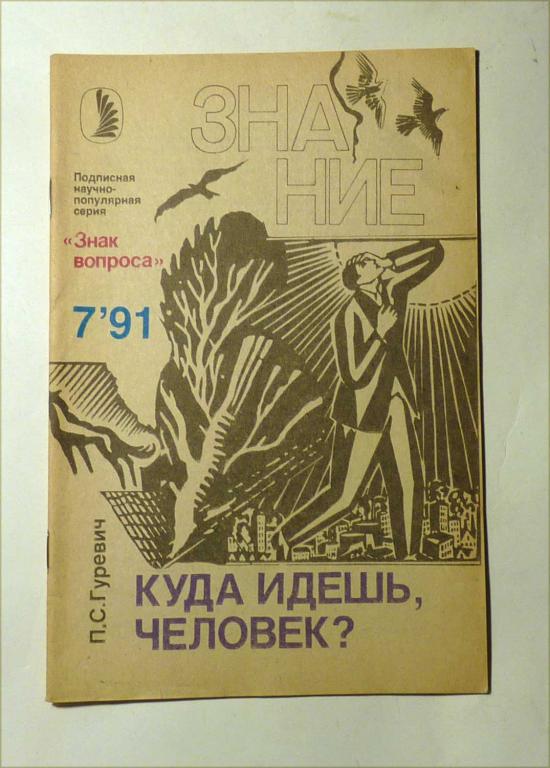 ЗНА
НИЕ
Подписная
научно-
популярная
серия
«Знак
вопроса»
7'91
П.С.Гуревич
КУДА ИДЕШЬ,
ЧЕЛОВЕК?